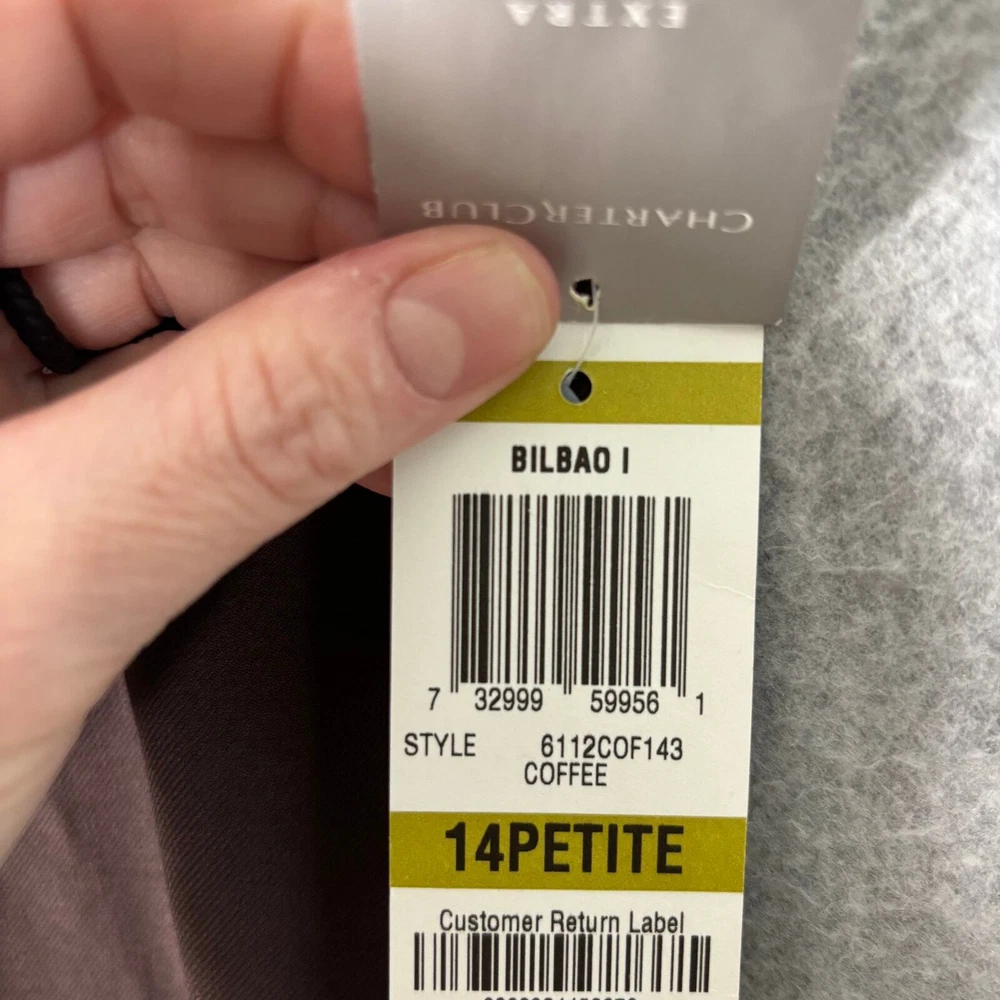 EXTRA
CHARTER CLUB
BILBAO I
7 32999 59956 1
STYLE 6112COF143
COFFEE
14PETITE
Customer Return Label